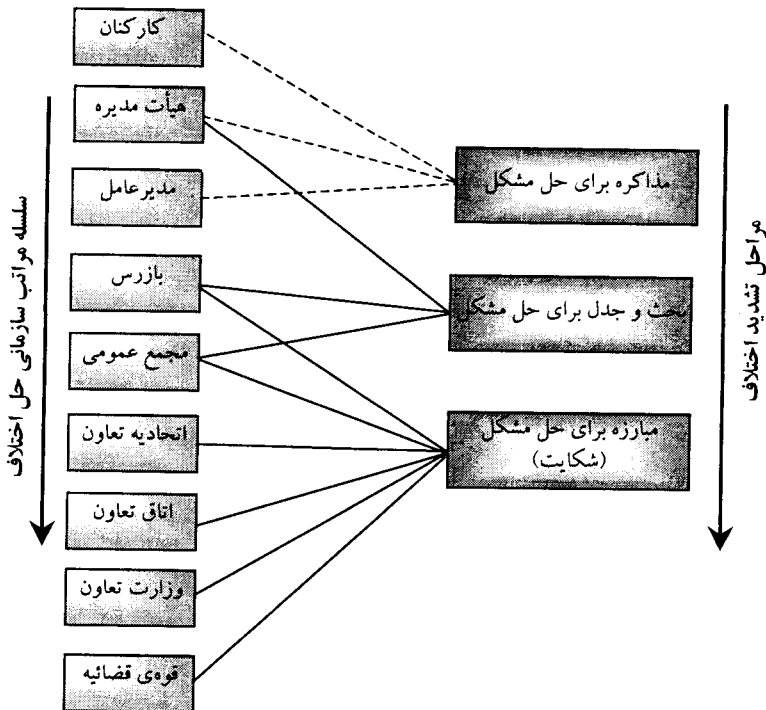 کارکنان
هیأت مدیره
مدیرعامل
بازرس
مجمع عمومی
اتحادیه تعاون
اتاق تعاون
وزارت تعاون
قوه‌ی قضائیه
مذاکره برای حل مشکل
بحث و جدل برای حل مشکل
مبارزه برای حل مشکل
(شکایت)
سلسله مراتب سازمانی حل اختلاف
مراحل تشدید اختلاف